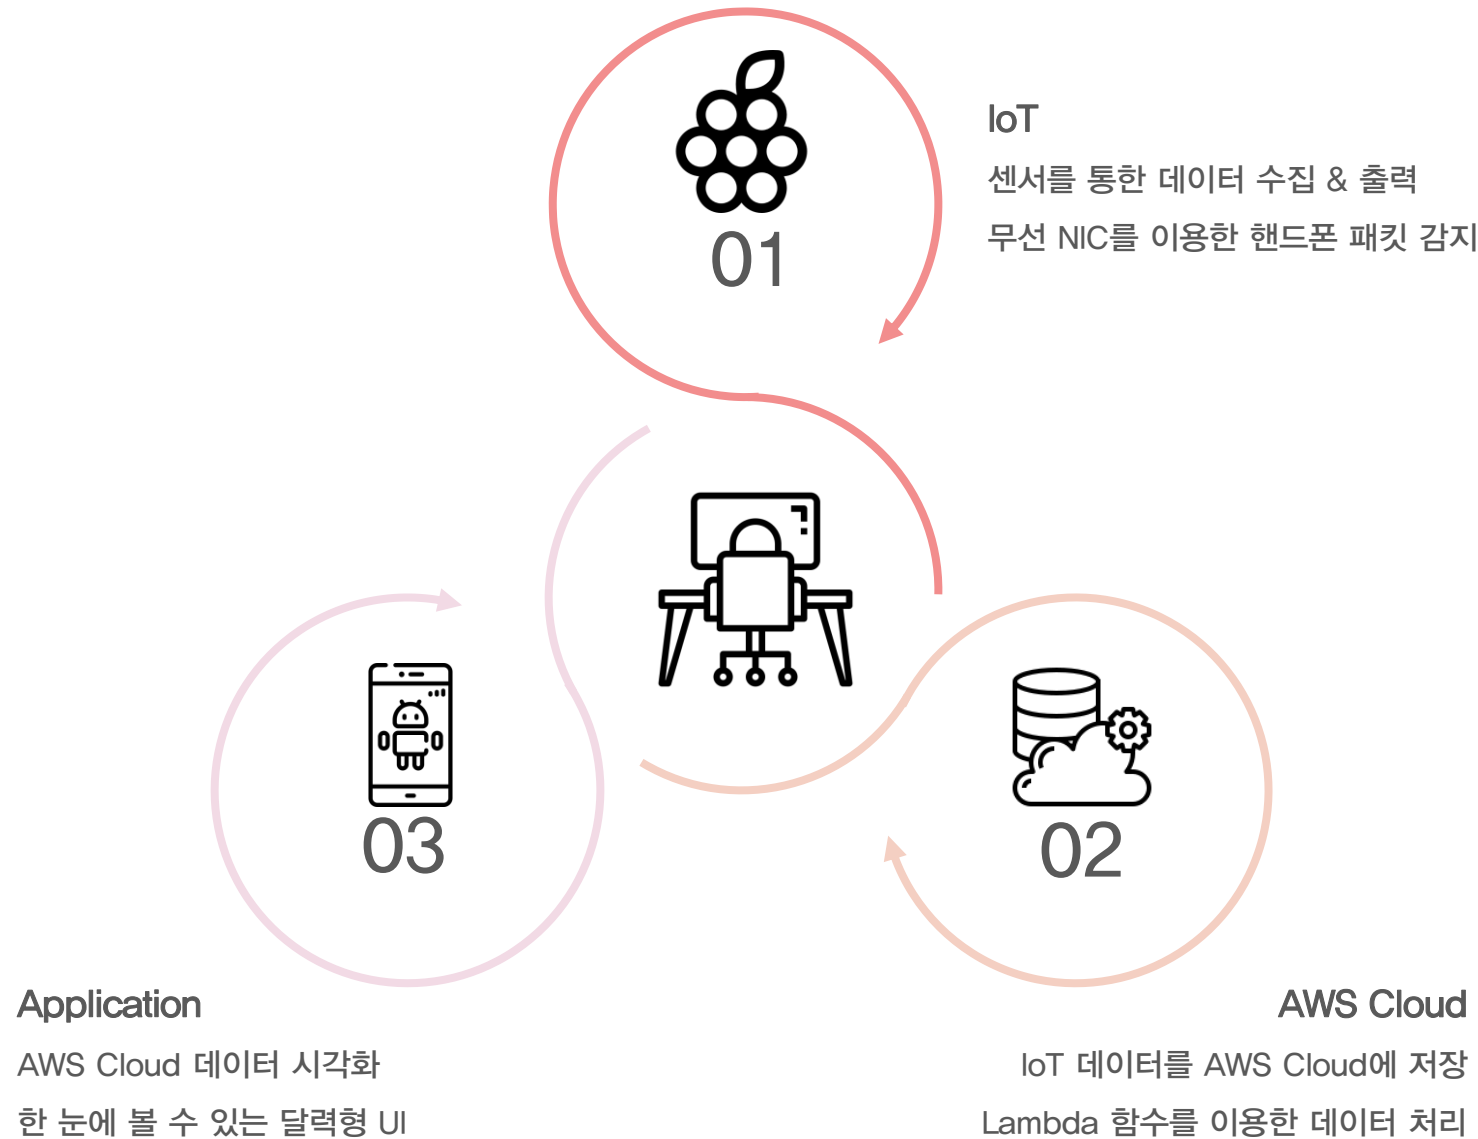 01
IoT
센서를 통한 데이터 수집 & 출력
무선 NIC를 이용한 핸드폰 패킷 감지
02
AWS Cloud
IoT 데이터를 AWS Cloud에 저장
Lambda 함수를 이용한 데이터 처리
03
Application
AWS Cloud 데이터 시각화
한 눈에 볼 수 있는 달력형 UI